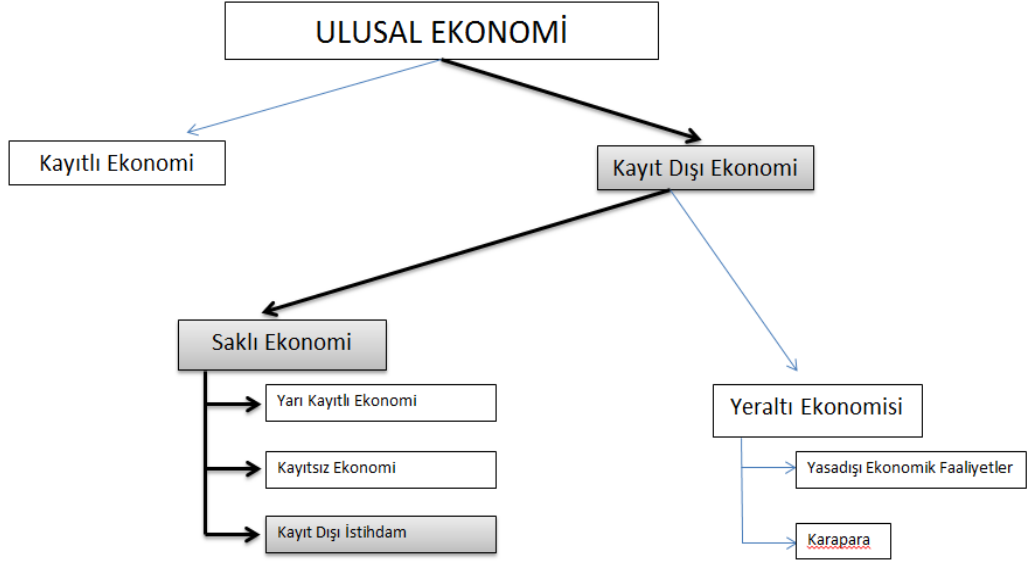 ULUSAL EKONOMİ
Kayıtlı Ekonomi
Kayıt Dışı Ekonomi
Saklı Ekonomi
Yarı Kayıtlı Ekonomi
Kayıtsız Ekonomi
Kayıt Dışı İstihdam
Yeraltı Ekonomisi
Yasadışı Ekonomik Faaliyetler
Karapara